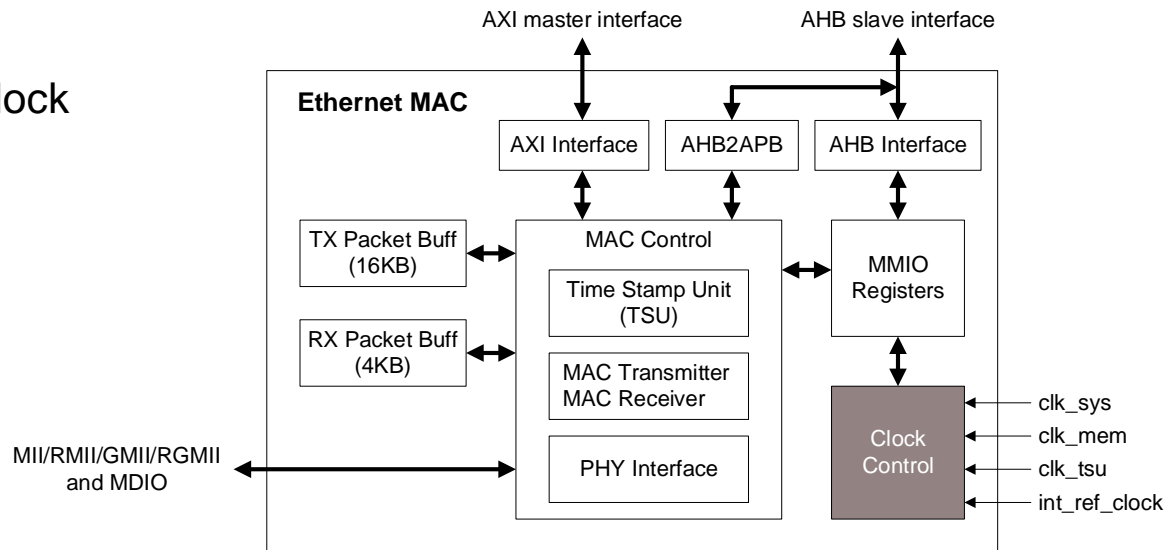 AXI master interface
AHB slave interface
lock
Ethernet MAC
AXI Interface
AHB2APB
AHB Interface
TX Packet Buff
(16KB)
MAC Control
MMIO
Registers
Time Stamp Unit
(TSU)
RX Packet Buff
(4KB)
MAC Transmitter
MAC Receiver
Clock
Control
clk_sys
clk_mem
clk_tsu
int_ref_clock
MII/RMII/GMII/RGMII
and MDIO
PHY Interface